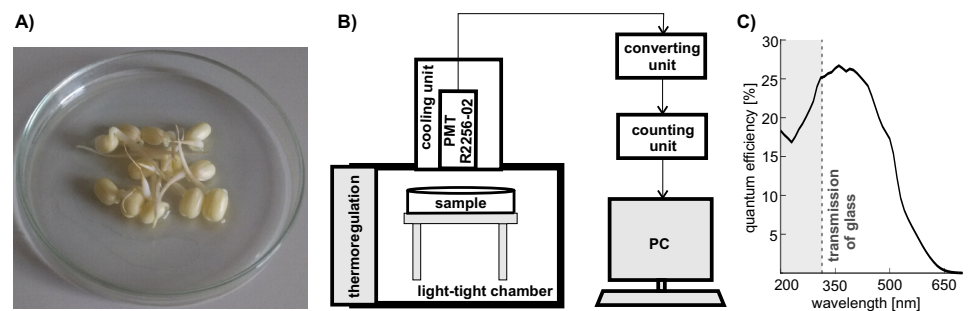 A)
B)
cooling unit
PMT
R2256-02
thermoregulation
sample
light-tight chamber
converting
unit
counting
unit
PC
C)
quantum efficiency [%]
30
25
20
15
10
5
transmission
of glass
200
350
500
650
wavelength [nm]